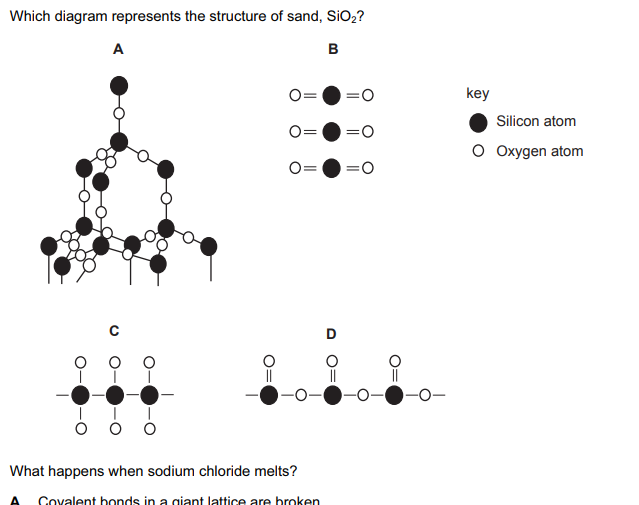 Which diagram represents the structure of sand, SiO₂?
A B
key
Silicon atom
Oxygen atom
C D
What happens when sodium chloride melts?
A Covalent bonds in a giant lattice are broken